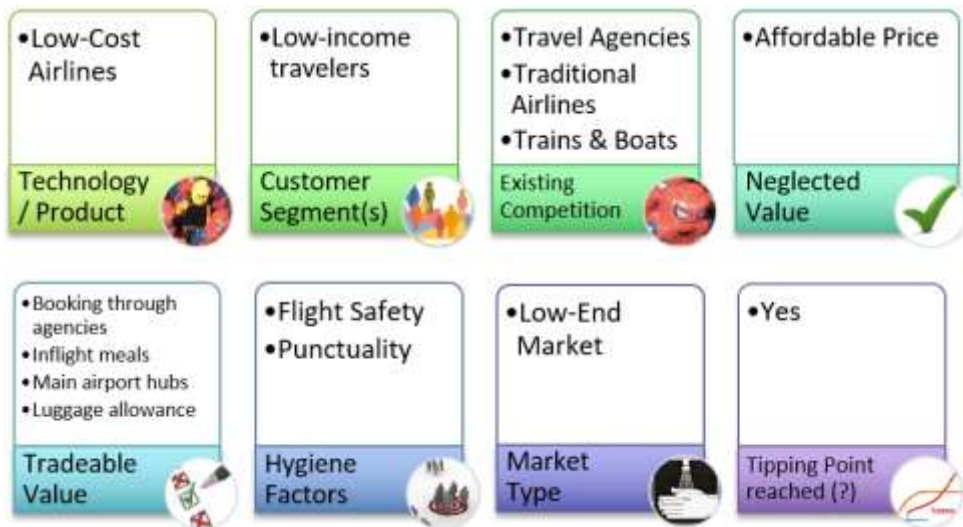 •Low-Cost
Airlines
Technology
/ Product
•Low-income
travelers
Customer
Segment(s)
•Travel Agencies
•Traditional
Airlines
•Trains & Boats
Existing
Competition
•Affordable Price
Neglected
Value
•Booking through
agencies
•Inflight meals
•Main airport hubs
•Luggage allowance
Tradeable
Value
•Flight Safety
•Punctuality
Hygiene
Factors
•Low-End
Market
Market
Type
•Yes
Tipping Point
reached (?)